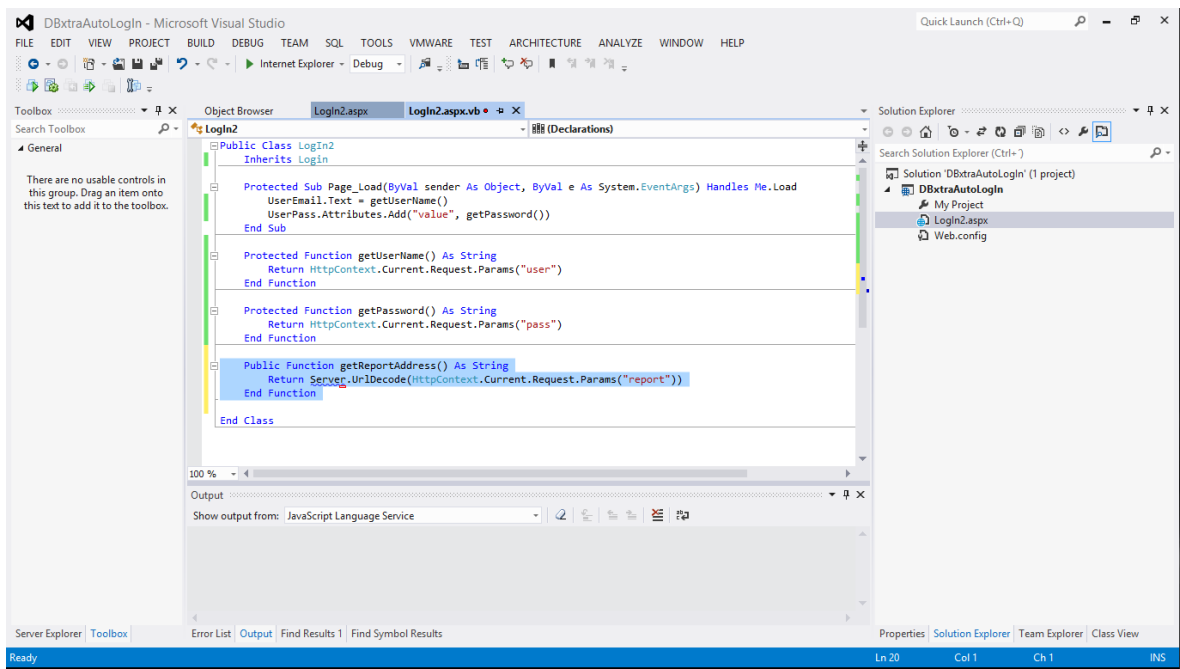 DBxtraAutoLogIn - Microsoft Visual Studio
Quick Launch (Ctrl+Q)
FILE EDIT VIEW PROJECT BUILD DEBUG TEAM SQL TOOLS VMWARE TEST ARCHITECTURE ANALYZE WINDOW HELP
Internet Explorer Debug
Toolbox
Search Toolbox
General
There are no usable controls in
this group. Drag an item onto
this text to add it to the toolbox.
Object Browser LogIn2.aspx LogIn2.aspx.vb
LogIn2 (Declarations)
Public Class LogIn2
Inherits Login
Protected Sub Page_Load(ByVal sender As Object, ByVal e As System.EventArgs) Handles Me.Load
UserEmail.Text = getUserName()
UserPass.Attributes.Add("value", getPassword())
End Sub
Protected Function getUserName() As String
Return HttpContext.Current.Request.Params("user")
End Function
Protected Function getPassword() As String
Return HttpContext.Current.Request.Params("pass")
End Function
Public Function getReportAddress() As String
Return Server.UrlDecode(HttpContext.Current.Request.Params("report"))
End Function
End Class
100 %
Output
Show output from: JavaScript Language Service
Solution Explorer
Search Solution Explorer (Ctrl+´)
Solution 'DBxtraAutoLogIn' (1 project)
DBxtraAutoLogIn
My Project
LogIn2.aspx
Web.config
Server Explorer Toolbox
Error List Output Find Results 1 Find Symbol Results
Properties Solution Explorer Team Explorer Class View
Ready Ln 20 Col 1 Ch 1 INS